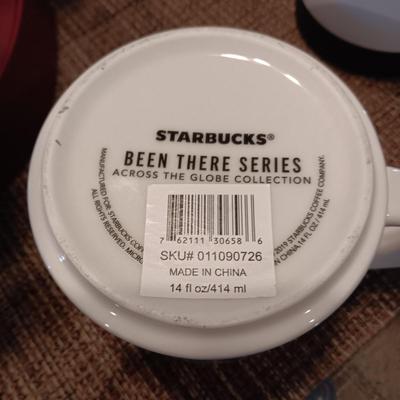 STARBUCKS®
BEEN THERE SERIES
ACROSS THE GLOBE COLLECTION
7 62111 30658 6
SKU# 011090726
MADE IN CHINA
14 fl oz/414 ml
MANUFACTURED FOR: STARBUCKS
2019 STARBUCKS COFFEE COMPANY.
ALL RIGHTS RESERVED.
CHINA. 14 FL OZ/ 414 mL